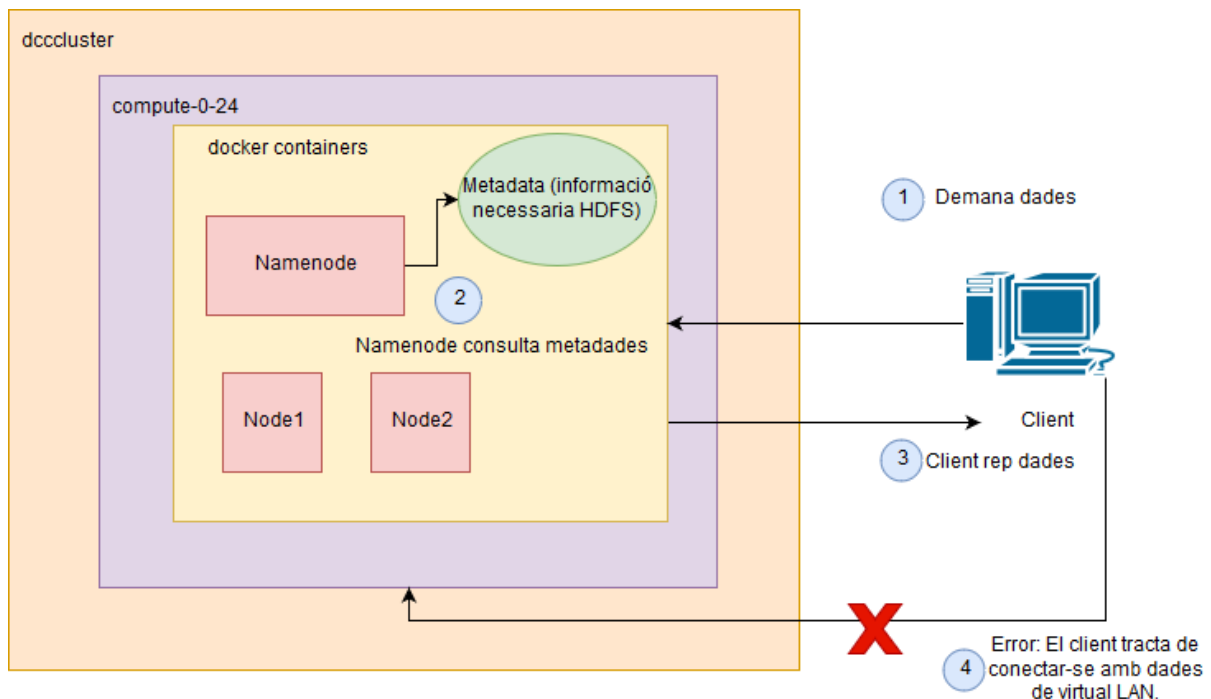 dcccluster
compute-0-24
docker containers
Metadata (informació
necessaria HDFS)
1
Demana dades
Namenode
2
Namenode consulta metadades
Node1
Node2
Client
3
Client rep dades
4
Error: El client tracta de
conectar-se amb dades
de virtual LAN.